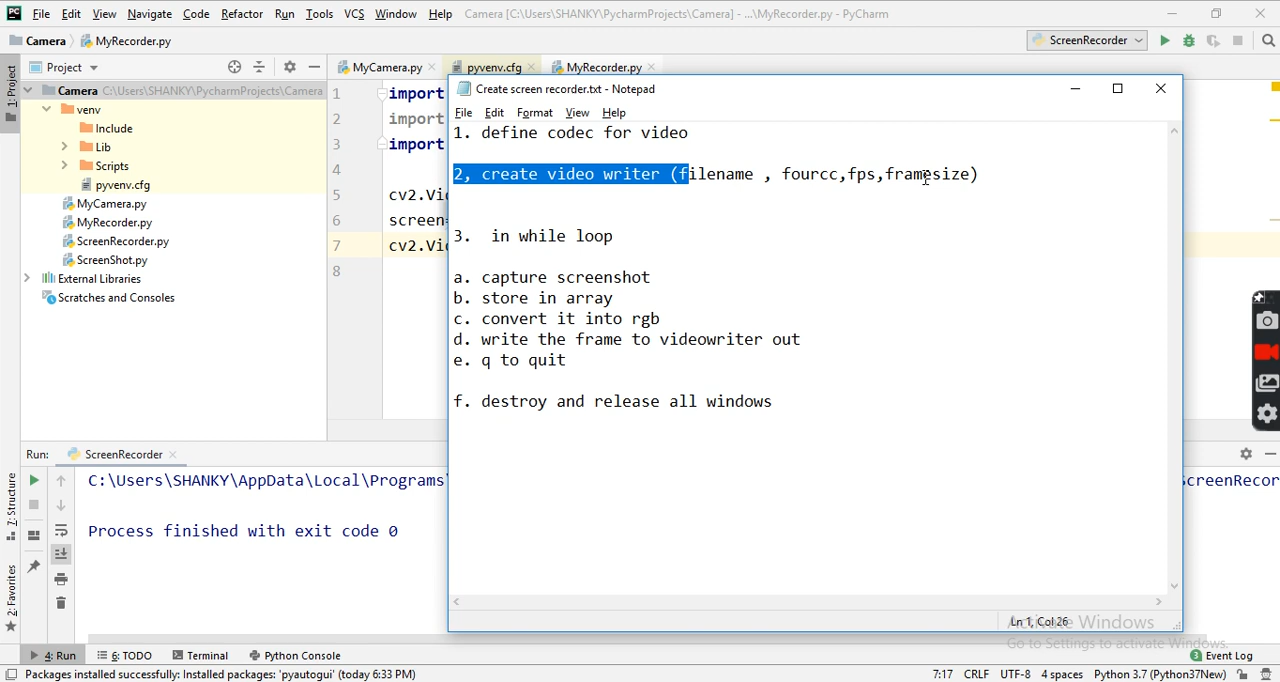 PC File Edit View Navigate Code Refactor Run Tools VCS Window Help Camera [C:\Users\SHANKY\PycharmProjects\Camera] - ...\MyRecorder.py - PyCharm
Camera MyRecorder.py ScreenRecorder
1: Project
Project MyCamera.py pyvenv.cfg MyRecorder.py
Camera C:\Users\SHANKY\PycharmProjects\Camera
venv
Include
Lib
Scripts
pyvenv.cfg
MyCamera.py
MyRecorder.py
ScreenRecorder.py
ScreenShot.py
External Libraries
Scratches and Consoles
1 import
2 import
3 import
4
5 cv2.Vi
6 screen
7 cv2.Vi
8
Create screen recorder.txt - Notepad
File Edit Format View Help
1. define codec for video
2, create video writer (filename , fourcc,fps,framesize)
3. in while loop
a. capture screenshot
b. store in array
c. convert it into rgb
d. write the frame to videowriter out
e. q to quit
f. destroy and release all windows
Ln 1, Col 26
Run: ScreenRecorder
C:\Users\SHANKY\AppData\Local\Programs ScreenRecor
Process finished with exit code 0
Z: Structure
2: Favorites
Activate Windows
Go to Settings to activate Windows.
4: Run 6: TODO Terminal Python Console 3 Event Log
Packages installed successfully: Installed packages: 'pyautogui' (today 6:33 PM) 7:17 CRLF UTF-8 4 spaces Python 3.7 (Python37New)